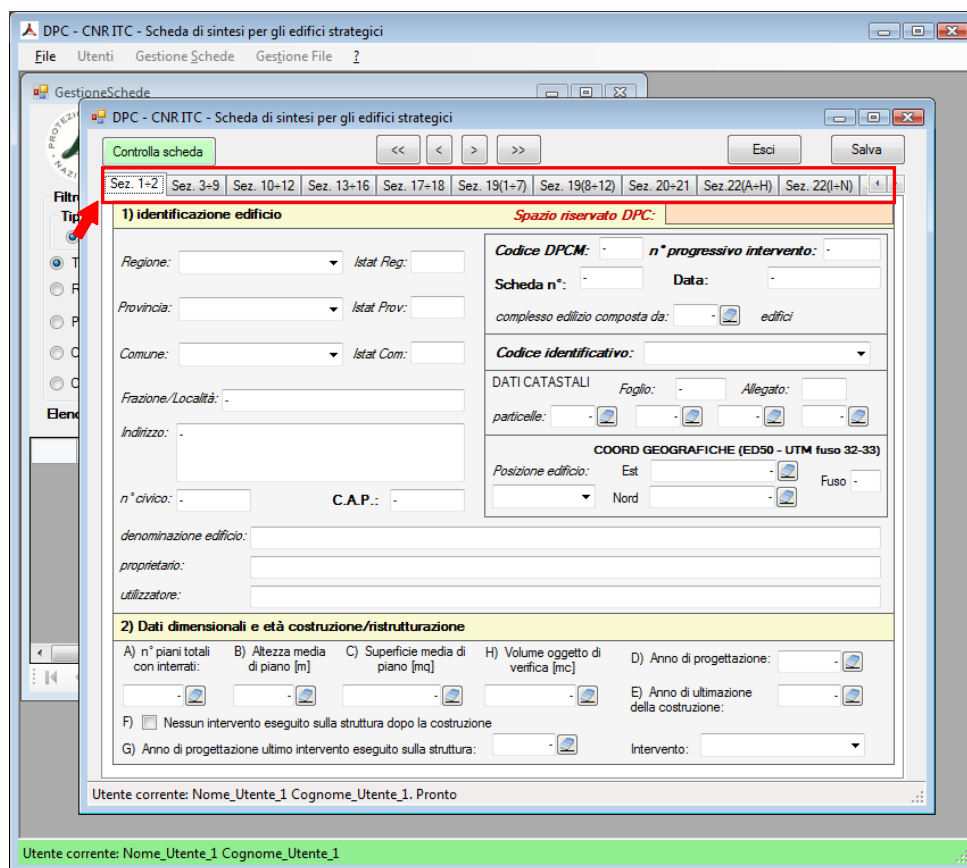 DPC - CNR ITC - Scheda di sintesi per gli edifici strategici
File Utenti Gestione Schede Gestione File ?
GestioneSchede
DPC - CNR ITC - Scheda di sintesi per gli edifici strategici
Controlla scheda << < > >> Esci Salva
Sez. 1÷2 Sez. 3÷9 Sez. 10÷12 Sez. 13÷16 Sez. 17÷18 Sez. 19(1÷7) Sez. 19(8÷12) Sez. 20÷21 Sez.22(A÷H) Sez. 22(I÷N)
1) identificazione edificio Spazio riservato DPC:
Codice DPCM: - n° progressivo intervento: -
Regione: Istat Reg:
Scheda n°: - Data: -
Provincia: Istat Prov:
complesso edilizio composta da: - edifici
Comune: Istat Com:
Codice identificativo:
DATI CATASTALI Foglio: - Allegato:
Frazione/Località: -
particelle: - - - -
Indirizzo: -
COORD GEOGRAFICHE (ED50 - UTM fuso 32-33)
Posizione edificio: Est - Fuso -
Nord -
n° civico: - C.A.P.: -
denominazione edificio:
proprietario:
utilizzatore:
2) Dati dimensionali e età costruzione/ristrutturazione
A) n° piani totali con interrati: -
B) Altezza media di piano [m] -
C) Superficie media di piano [mq] -
H) Volume oggetto di verifica [mc] -
D) Anno di progettazione: -
E) Anno di ultimazione della costruzione: -
F) Nessun intervento eseguito sulla struttura dopo la costruzione
G) Anno di progettazione ultimo intervento eseguito sulla struttura: - Intervento:
Utente corrente: Nome_Utente_1 Cognome_Utente_1. Pronto
Utente corrente: Nome_Utente_1 Cognome_Utente_1